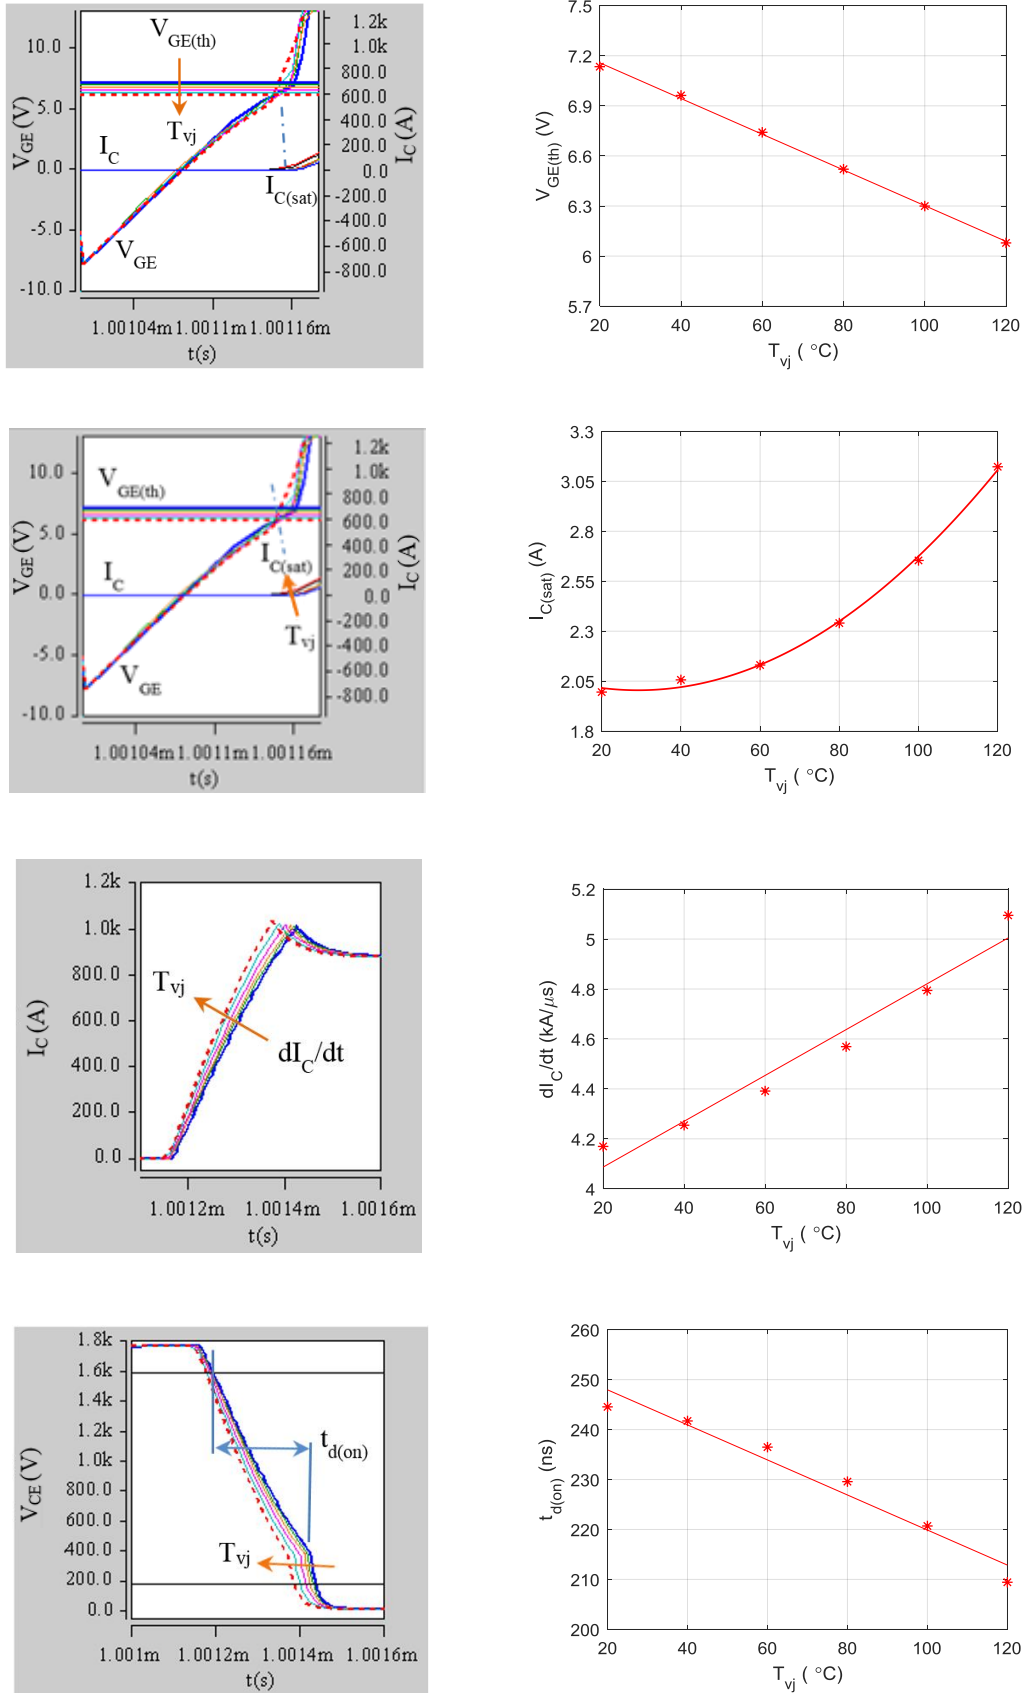 V_GE(th)
T_vj
I_C
I_C(sat)
V_GE
10.0
5.0
0.0
-5.0
-10.0
V_GE (V)
1.2k
1.0k
800.0
600.0
400.0
200.0
0.0
-200.0
-400.0
-600.0
-800.0
I_C (A)
1.00104m 1.0011m 1.00116m
t(s)
7.5
7.2
6.9
6.6
6.3
6
5.7
V_GE(th) (V)
20 40 60 80 100 120
T_vj ( °C)
V_GE(th)
I_C(sat)
I_C
T_vj
V_GE
10.0
5.0
0.0
-5.0
-10.0
V_GE (V)
1.2k
1.0k
800.0
600.0
400.0
200.0
0.0
-200.0
-400.0
-600.0
-800.0
I_C (A)
1.00104m 1.0011m 1.00116m
t(s)
3.3
3.05
2.8
2.55
2.3
2.05
1.8
I_C(sat) (A)
20 40 60 80 100 120
T_vj ( °C)
1.2k
1.0k
800.0
600.0
400.0
200.0
0.0
I_C (A)
T_vj
dI_C/dt
1.0012m 1.0014m 1.0016m
t(s)
5.2
5
4.8
4.6
4.4
4.2
4
dI_C/dt (kA/μs)
20 40 60 80 100 120
T_vj ( °C)
1.8k
1.6k
1.4k
1.2k
1.0k
800.0
600.0
400.0
200.0
0.0
V_CE (V)
t_d(on)
T_vj
1.001m 1.0012m 1.0014m 1.0016m
t(s)
260
250
240
230
220
210
200
t_d(on) (ns)
20 40 60 80 100 120
T_vj ( °C)